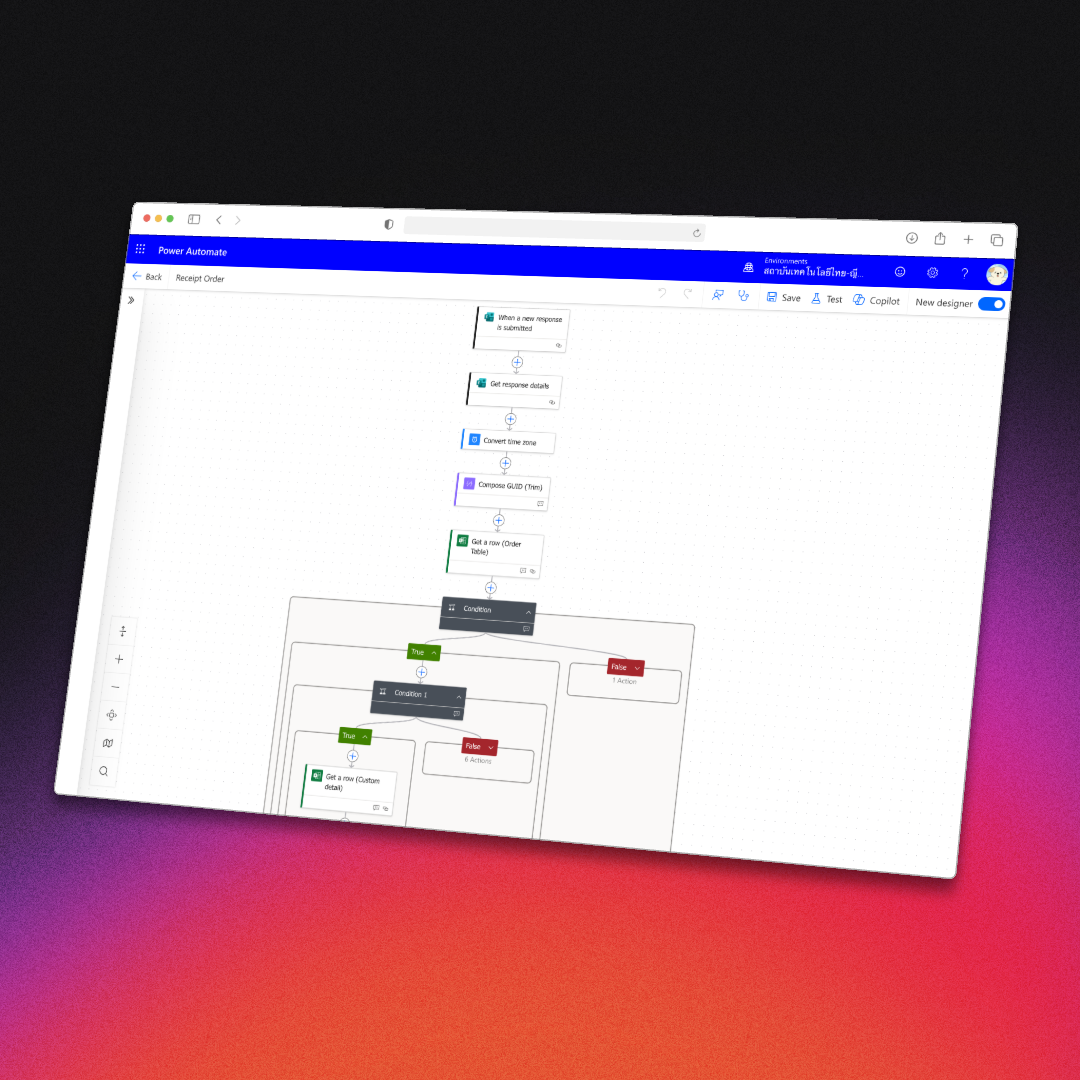 Power Automate
Environments
สถาบันเทคโนโลยีไทย-ญี่...
Back
Receipt Order
Save
Test
Copilot
New designer
When a new response
is submitted
Get response details
Convert time zone
Compose GUID (Trim)
Get a row (Order
Table)
Condition
True
False
1 Action
Condition 1
True
False
6 Actions
Get a row (Custom
detail)